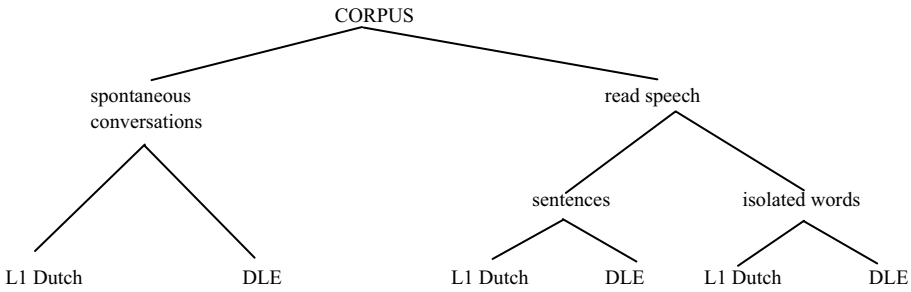 CORPUS
spontaneous
conversations
read speech
sentences
isolated words
L1 Dutch
DLE
L1 Dutch
DLE
L1 Dutch
DLE